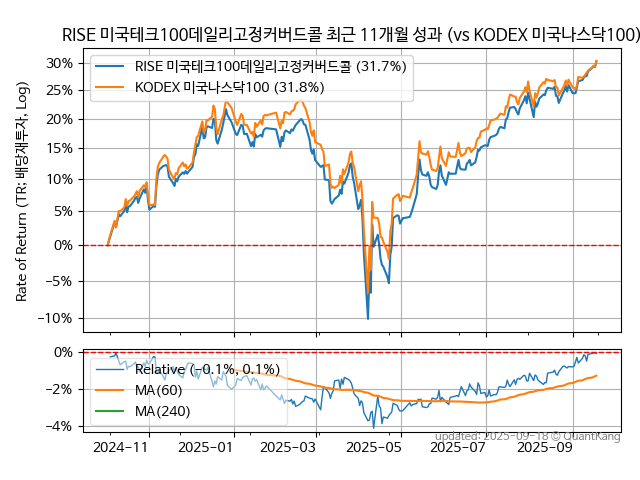 RISE 미국테크100데일리고정커버드콜 최근 11개월 성과 (vs KODEX 미국나스닥100)
Rate of Return (TR: 배당재투자, Log)
30%
25%
20%
15%
10%
5%
0%
−5%
−10%
RISE 미국테크100데일리고정커버드콜 (31.7%)
KODEX 미국나스닥100 (31.8%)
0%
−2%
−4%
Relative (−0.1%, 0.1%)
MA(60)
MA(240)
2024−11
2025−01
2025−03
2025−05
2025−07
2025−09
updated: 2025-09-18 © QuantKang